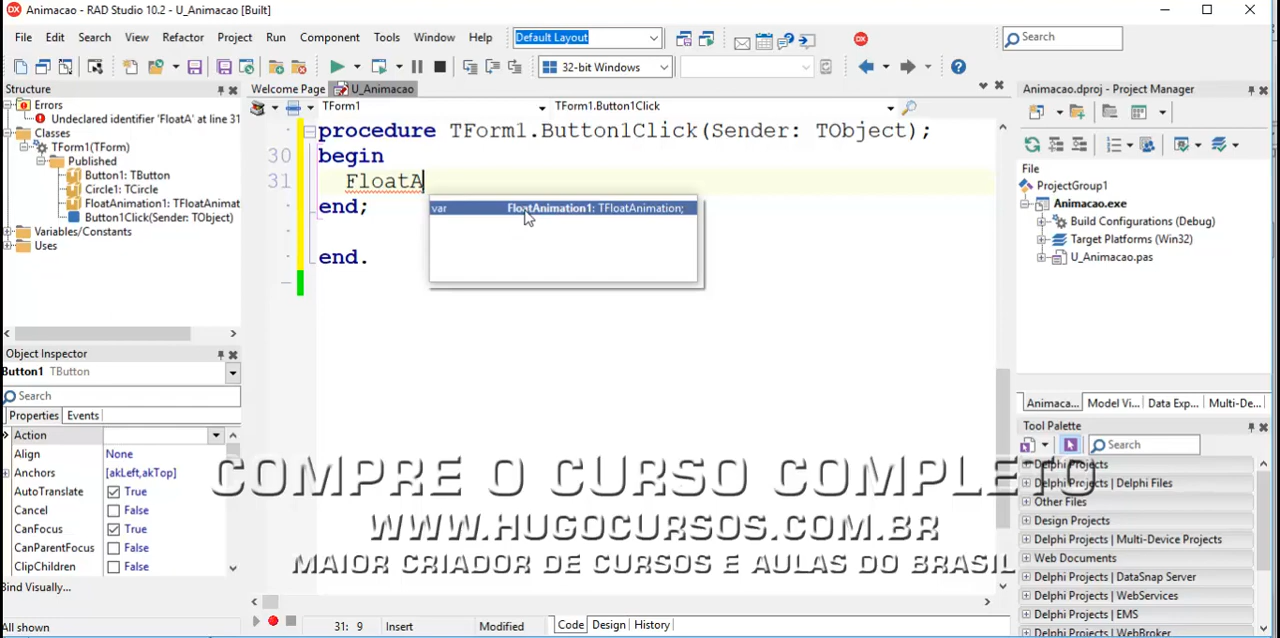 Animacao - RAD Studio 10.2 - U_Animacao [Built]
File Edit Search View Refactor Project Run Component Tools Window Help Default Layout Search
32-bit Windows
Structure
Errors
Undeclared identifier 'FloatA' at line 31
Classes
TForm1(TForm)
Published
Button1: TButton
Circle1: TCircle
FloatAnimation1: TFloatAnimat
Button1Click(Sender: TObject)
Variables/Constants
Uses
Object Inspector
Button1 TButton
Search
Properties Events
Action
Align None
Anchors [akLeft,akTop]
AutoTranslate True
Cancel False
CanFocus True
CanParentFocus False
ClipChildren False
Bind Visually...
All shown
Welcome Page U_Animacao
TForm1 TForm1.Button1Click
procedure TForm1.Button1Click(Sender: TObject);
30 begin
31 FloatA
var FloatAnimation1: TFloatAnimation;
end;
end.
31: 9 Insert Modified Code Design History
Animacao.dproj - Project Manager
File
ProjectGroup1
Animacao.exe
Build Configurations (Debug)
Target Platforms (Win32)
U_Animacao.pas
Animaca... Model Vi... Data Exp... Multi-De...
Tool Palette
Search
Delphi Projects
Delphi Projects | Delphi Files
Other Files
Design Projects
Delphi Projects | Multi-Device Projects
Web Documents
Delphi Projects | DataSnap Server
Delphi Projects | WebServices
Delphi Projects | EMS
Delphi Projects | WebBroker
COMPRE O CURSO COMPLETO
WWW.HUGOCURSOS.COM.BR
MAIOR CRIADOR DE CURSOS E AULAS DO BRASIL